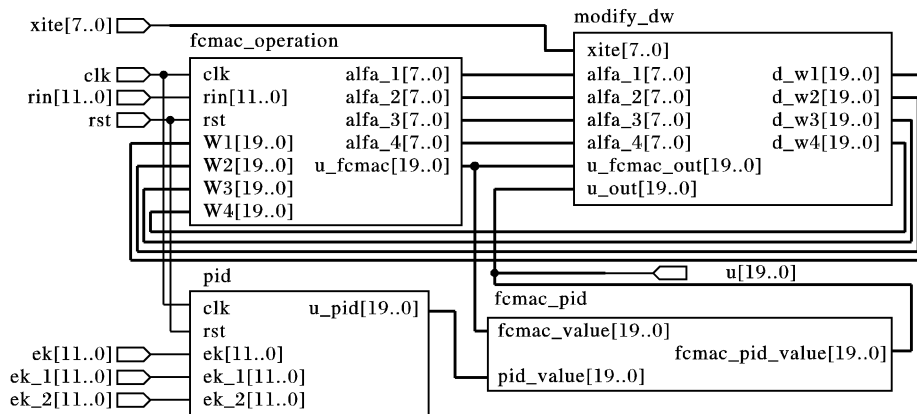 modify_dw
xite[7..0]
fcmac_operation
xite[7..0]
clk
clk
alfa_1[7..0]
alfa_1[7..0]
d_w1[19..0]
rin[11..0]
rin[11..0]
alfa_2[7..0]
alfa_2[7..0]
d_w2[19..0]
rst
rst
alfa_3[7..0]
alfa_3[7..0]
d_w3[19..0]
W1[19..0]
alfa_4[7..0]
alfa_4[7..0]
d_w4[19..0]
W2[19..0]
u_fcmac[19..0]
u_fcmac_out[19..0]
W3[19..0]
u_out[19..0]
W4[19..0]
pid
u[19..0]
fcmac_pid
clk
u_pid[19..0]
rst
fcmac_value[19..0]
ek[11..0]
ek[11..0]
fcmac_pid_value[19..0]
ek_1[11..0]
ek_1[11..0]
pid_value[19..0]
ek_2[11..0]
ek_2[11..0]